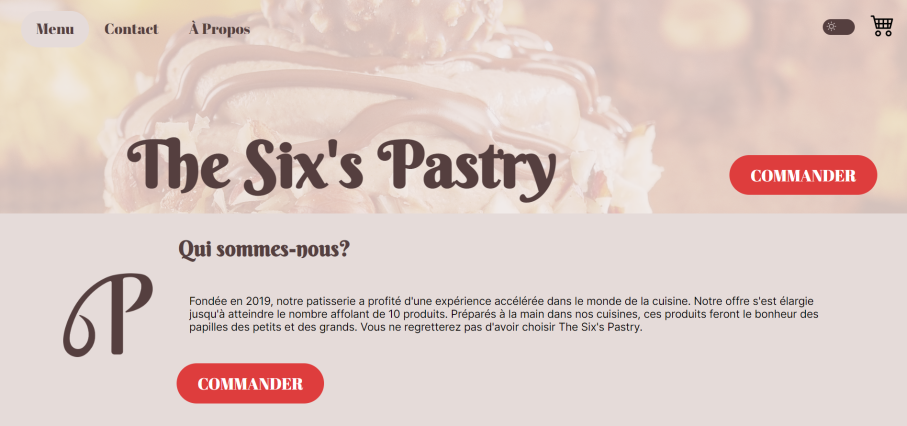 Menu Contact À Propos
The Six's Pastry
COMMANDER
Qui sommes-nous?
P
Fondée en 2019, notre patisserie a profité d'une expérience accélérée dans le monde de la cuisine. Notre offre s'est élargie
jusqu'à atteindre le nombre affolant de 10 produits. Préparés à la main dans nos cuisines, ces produits feront le bonheur des
papilles des petits et des grands. Vous ne regretterez pas d'avoir choisir The Six's Pastry.
COMMANDER